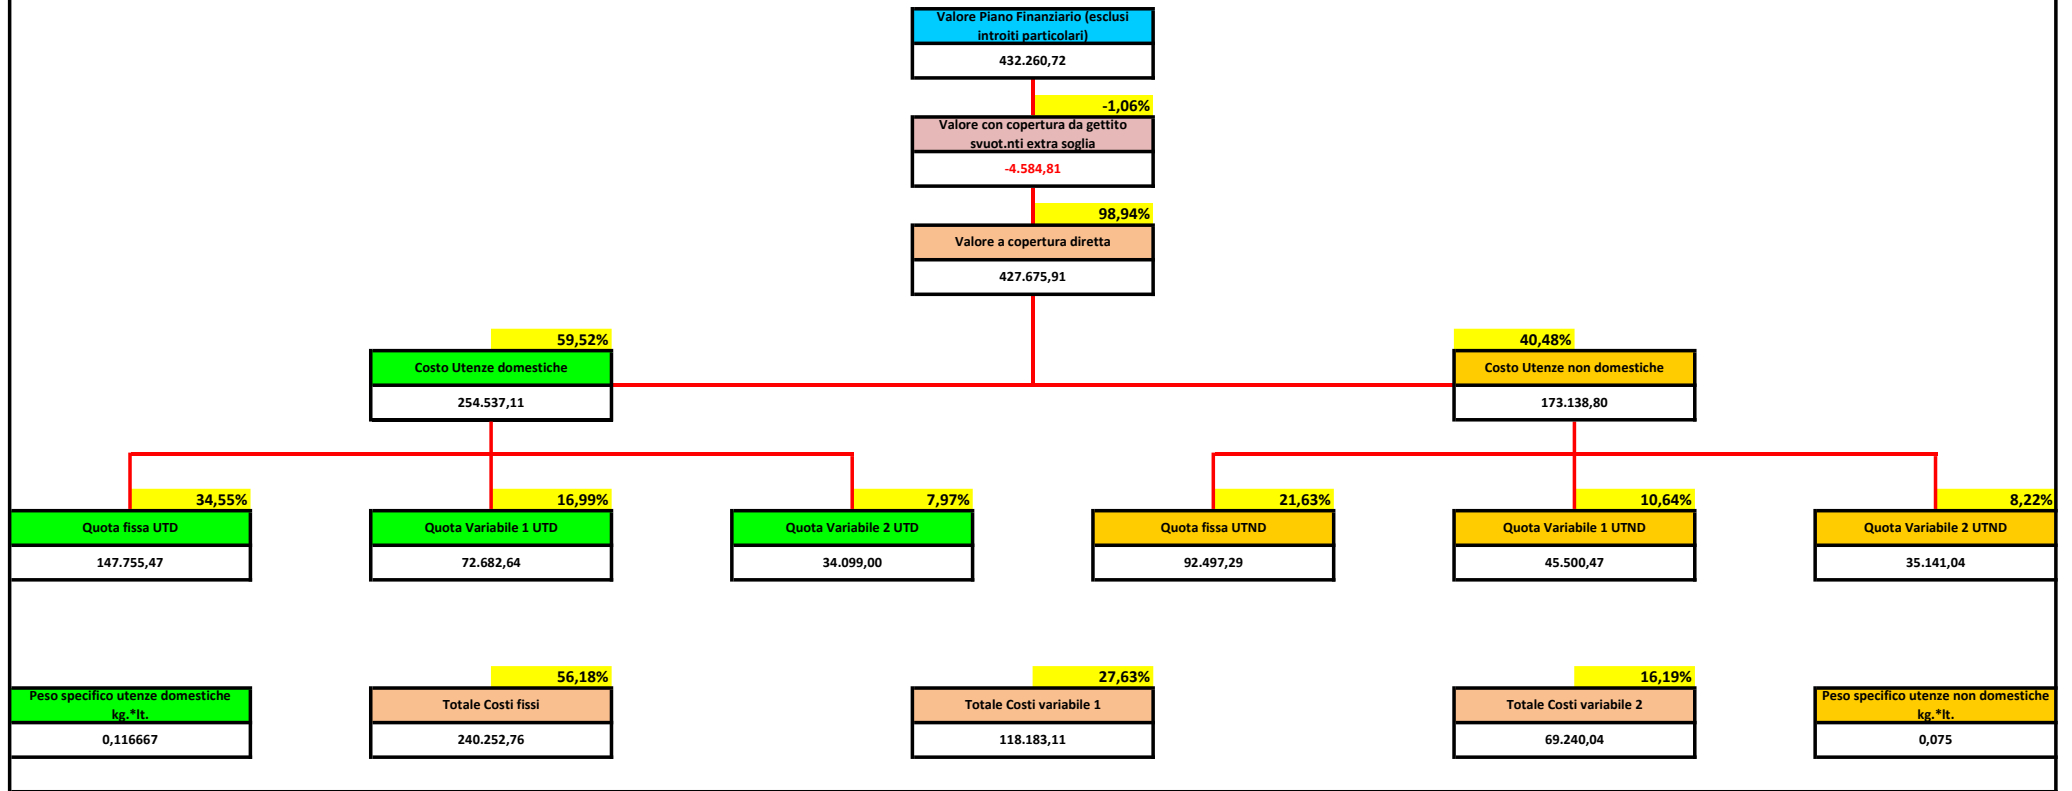 Valore Piano Finanziario (esclusi
introiti particolari)
432.260,72
-1,06%
Valore con copertura da gettito
svuot.nti extra soglia
-4.584,81
98,94%
Valore a copertura diretta
427.675,91
59,52%
40,48%
Costo Utenze domestiche
Costo Utenze non domestiche
254.537,11
173.138,80
34,55%
16,99%
7,97%
21,63%
10,64%
8,22%
Quota fissa UTD
Quota Variabile 1 UTD
Quota Variabile 2 UTD
Quota fissa UTND
Quota Variabile 1 UTND
Quota Variabile 2 UTND
147.755,47
72.682,64
34.099,00
92.497,29
45.500,47
35.141,04
56,18%
27,63%
16,19%
Peso specifico utenze domestiche
kg.*lt.
Totale Costi fissi
Totale Costi variabile 1
Totale Costi variabile 2
Peso specifico utenze non domestiche
kg.*lt.
0,116667
240.252,76
118.183,11
69.240,04
0,075